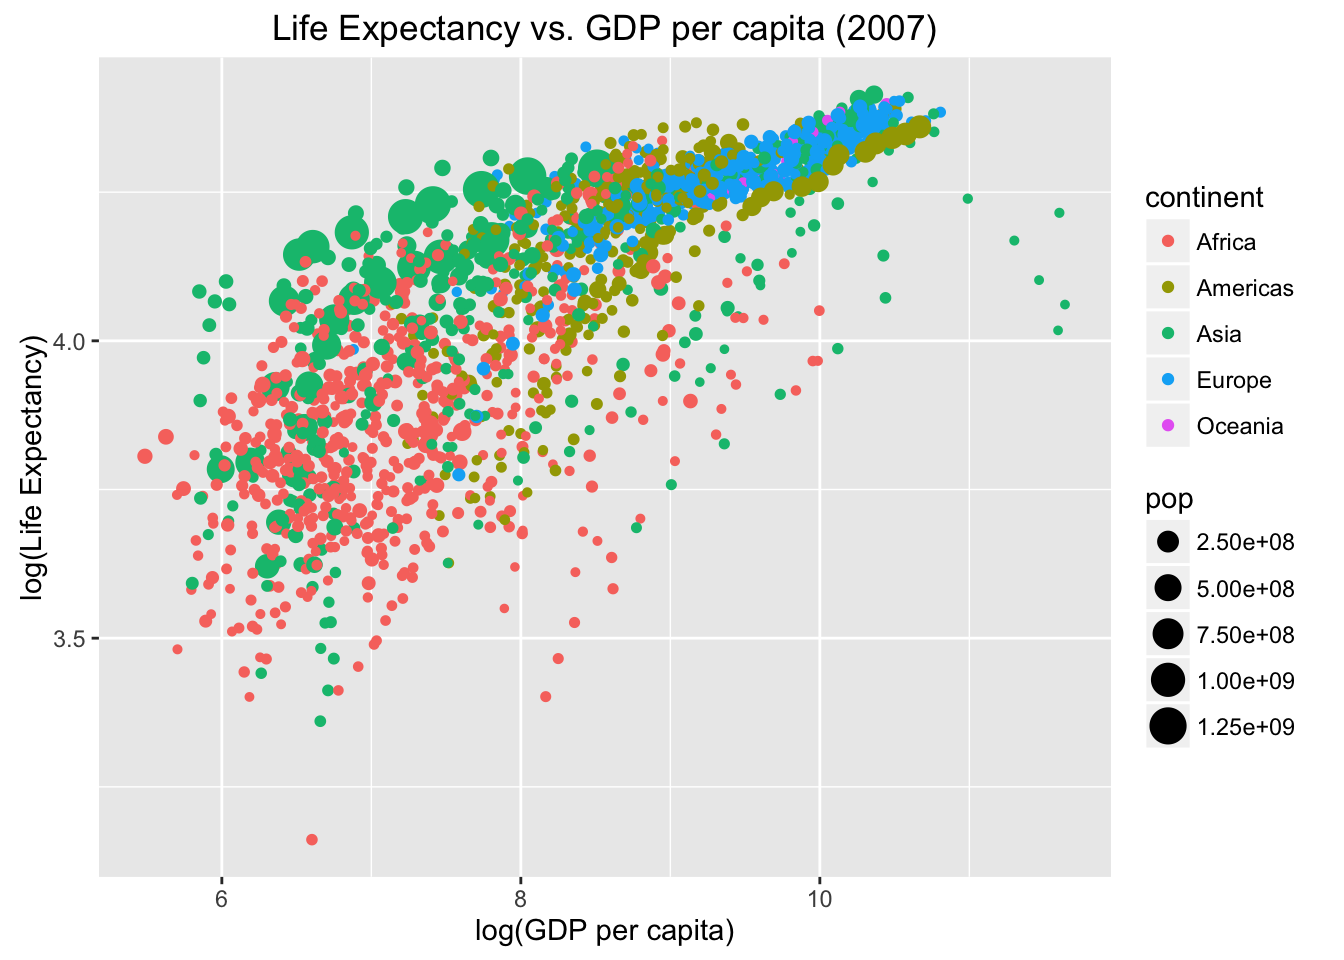 Life Expectancy vs. GDP per capita (2007)
log(Life Expectancy)
4.0
3.5
6
8
10
log(GDP per capita)
continent
Africa
Americas
Asia
Europe
Oceania
pop
2.50e+08
5.00e+08
7.50e+08
1.00e+09
1.25e+09